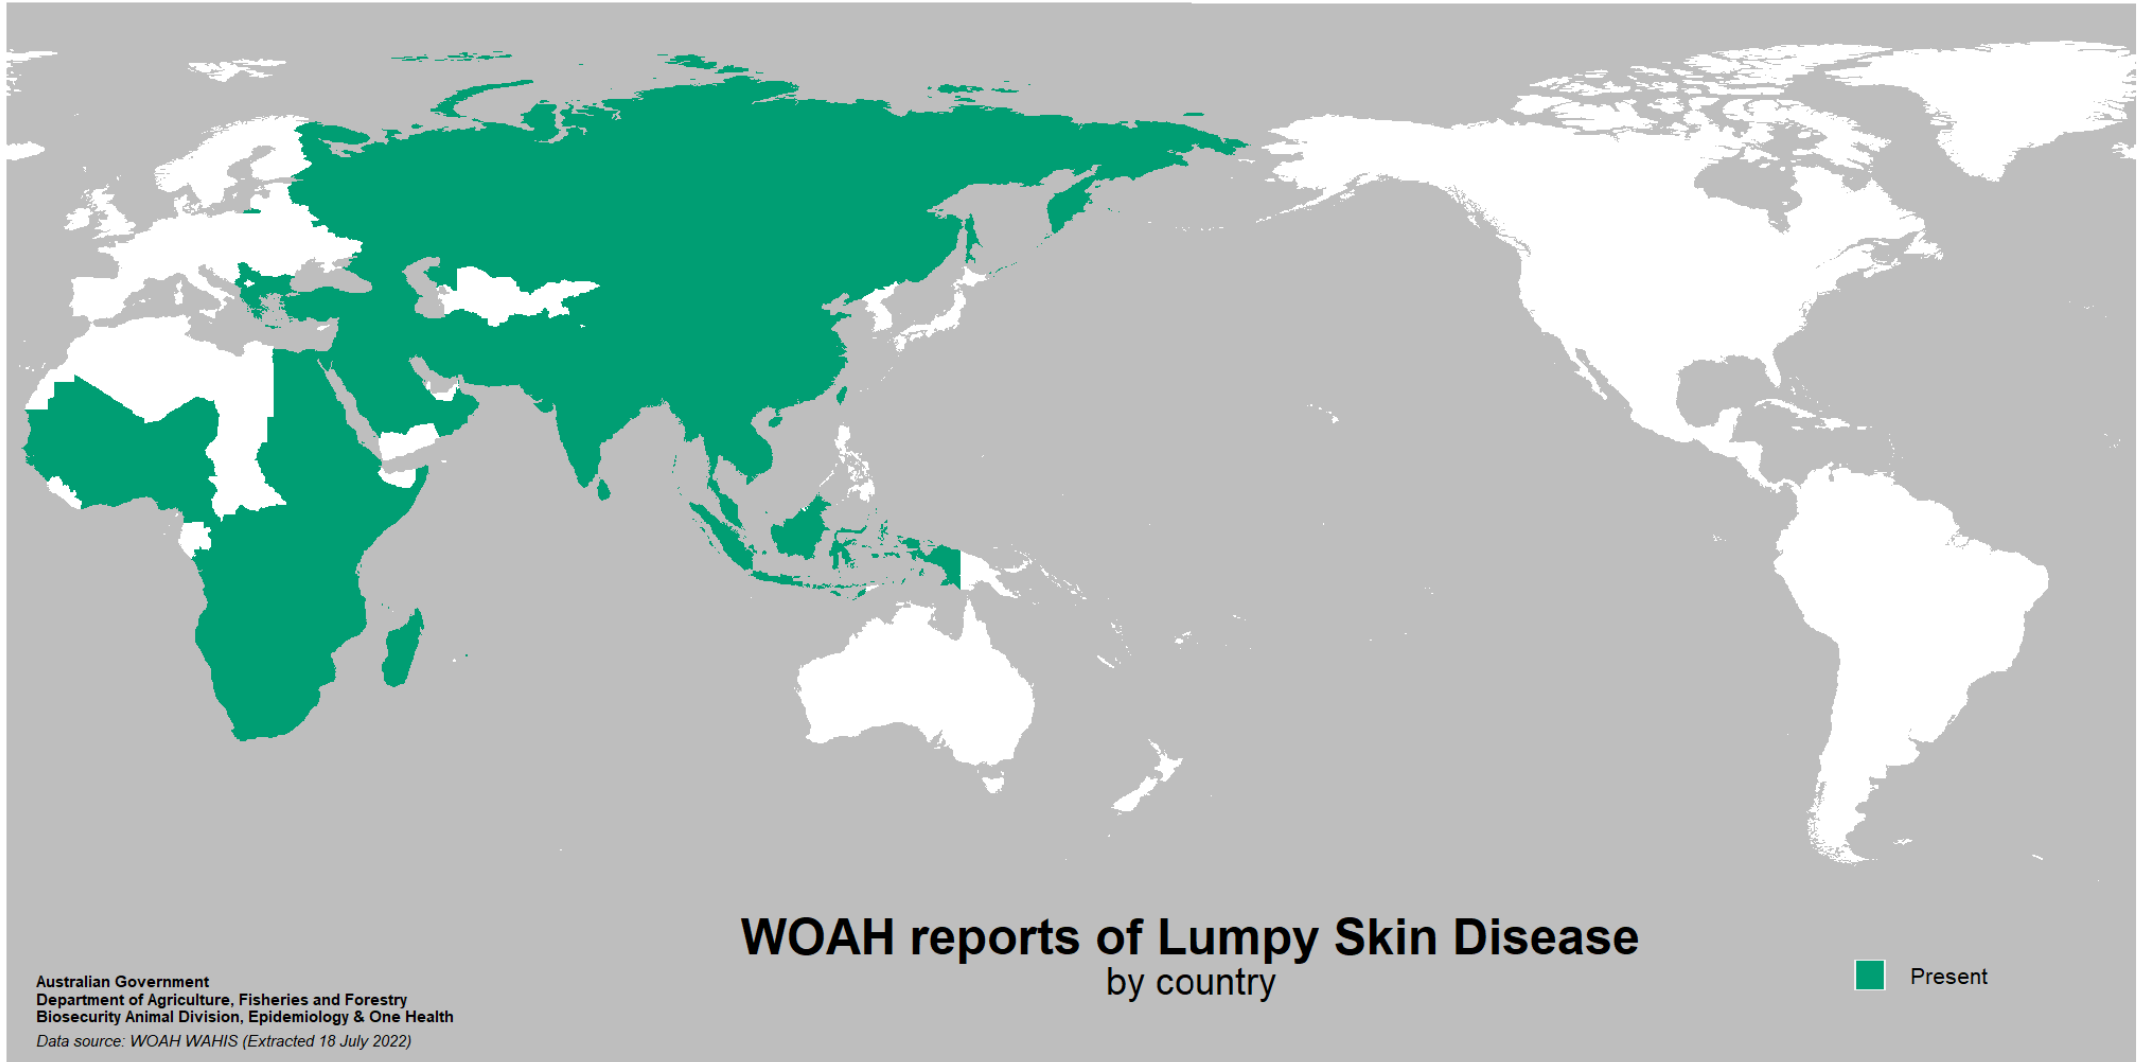 WOAH reports of Lumpy Skin Disease
by country
Present
Australian Government
Department of Agriculture, Fisheries and Forestry
Biosecurity Animal Division, Epidemiology & One Health
Data source: WOAH WAHIS (Extracted 18 July 2022)